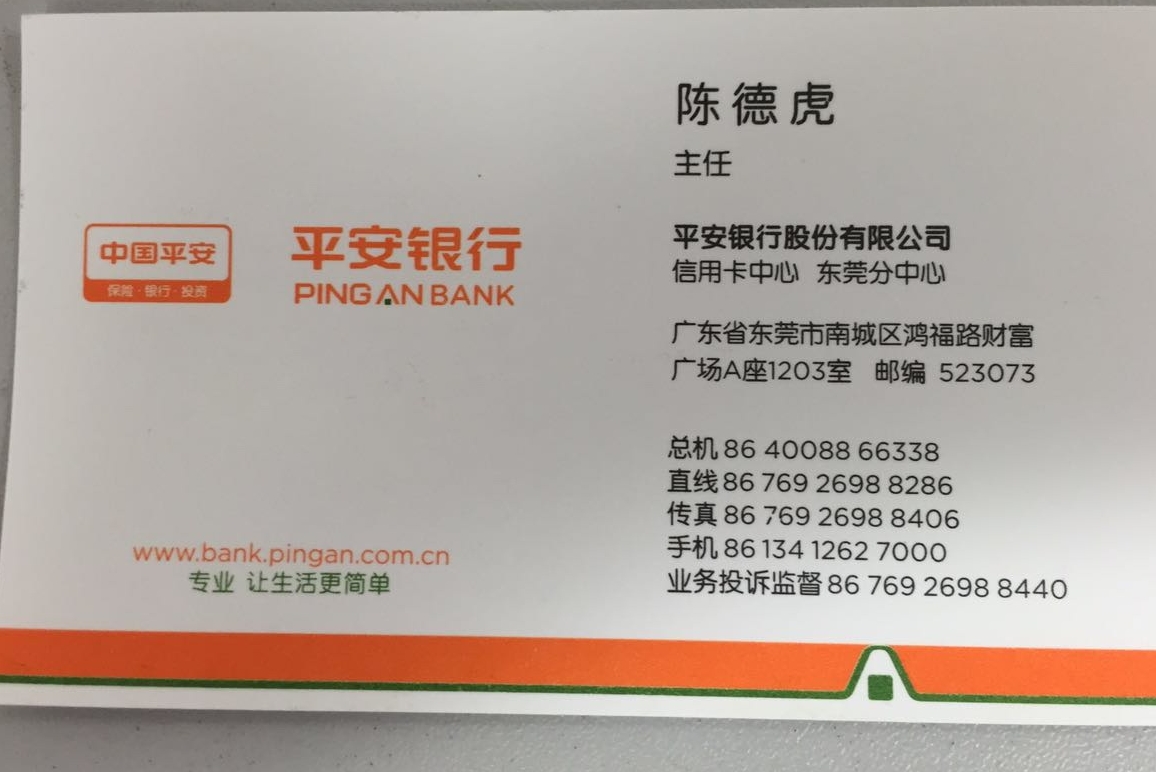 陈德虎
主任
中国平安
保险·银行·投资
平安银行
PING AN BANK
平安银行股份有限公司
信用卡中心 东莞分中心
广东省东莞市南城区鸿福路财富
广场A座1203室 邮编 523073
总机 86 40088 66338
直线 86 769 2698 8286
传真 86 769 2698 8406
手机 86 134 1262 7000
业务投诉监督 86 769 2698 8440
www.bank.pingan.com.cn
专业 让生活更简单